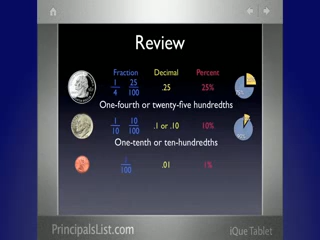 Review
Fraction Decimal Percent
1/4 25/100 .25 25%
One-fourth or twenty-five hundredths
1/10 10/100 .1 or .10 10%
One-tenth or ten-hundredths
1/100 .01 1%
PrincipalsList.com iQue Tablet